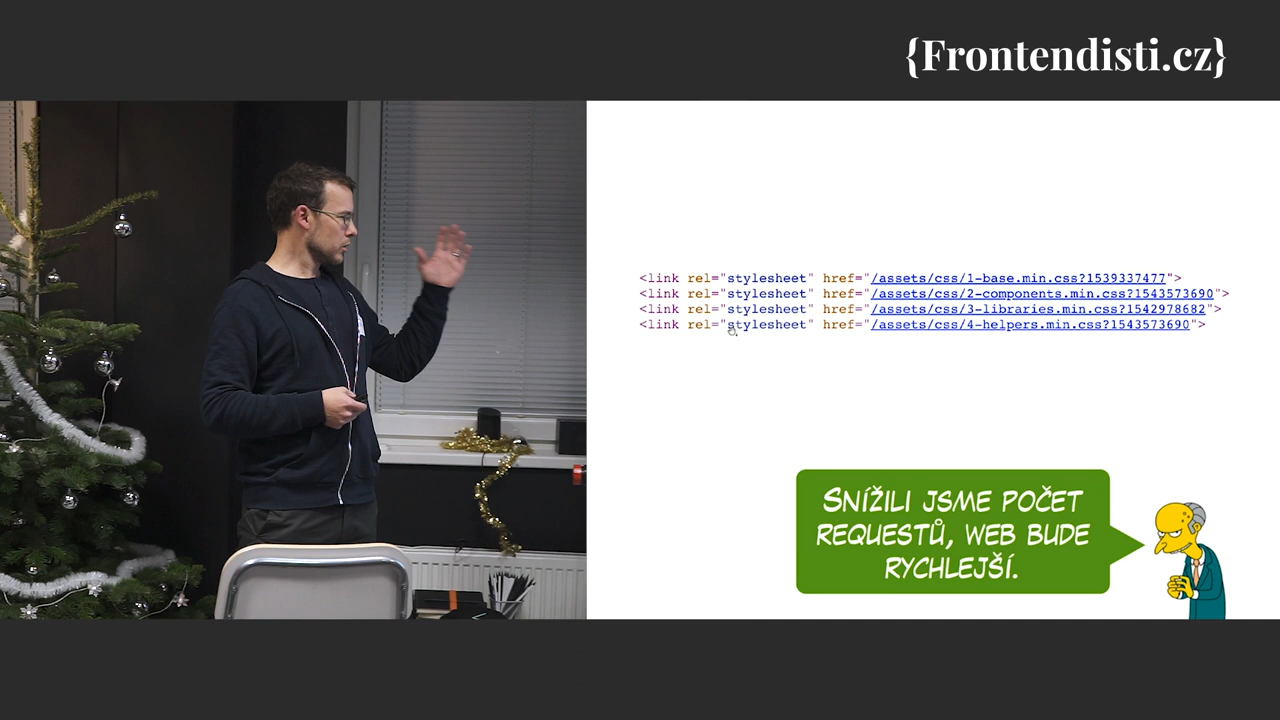 {Frontendisti.cz}
<link rel="stylesheet" href="/assets/css/1-base.min.css?1539337477">
<link rel="stylesheet" href="/assets/css/2-components.min.css?1543573690">
<link rel="stylesheet" href="/assets/css/3-libraries.min.css?1542978682">
<link rel="stylesheet" href="/assets/css/4-helpers.min.css?1543573690">
SNÍŽILI JSME POČET
REQUESTŮ, WEB BUDE
RYCHLEJŠÍ.